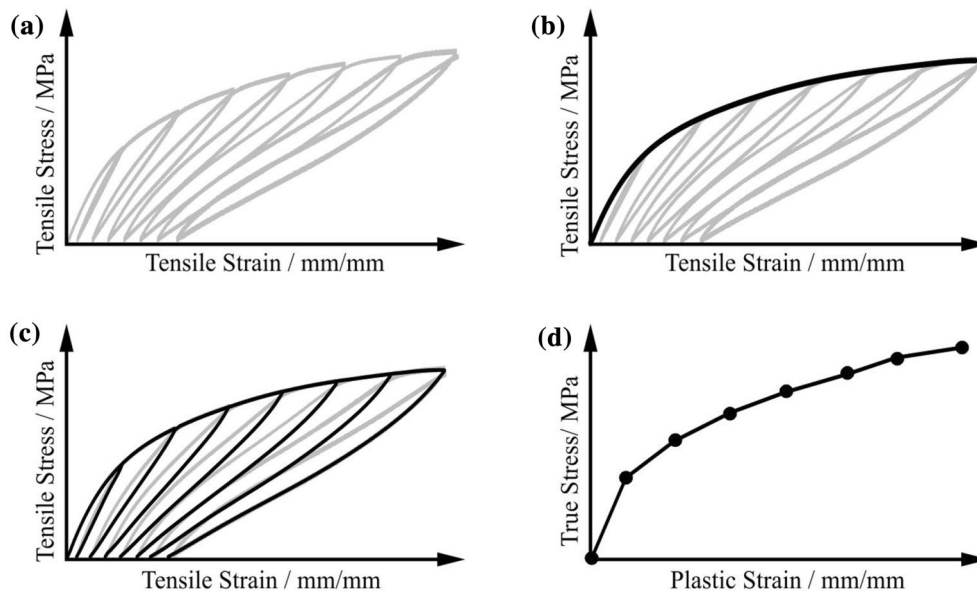 (a)
Tensile Stress / MPa
Tensile Strain / mm/mm
(b)
Tensile Stress / MPa
Tensile Strain / mm/mm
(c)
Tensile Stress / MPa
Tensile Strain / mm/mm
(d)
True Stress/ MPa
Plastic Strain / mm/mm